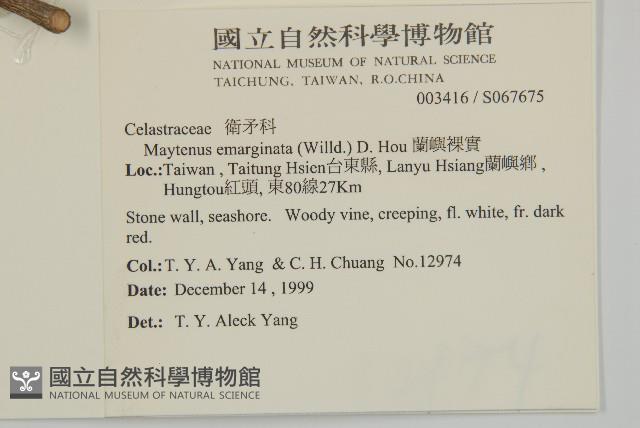 國立自然科學博物館
NATIONAL MUSEUM OF NATURAL SCIENCE
TAICHUNG, TAIWAN, R.O.CHINA
003416 / S067675
Celastraceae 衛矛科
Maytenus emarginata (Willd.) D. Hou 蘭嶼裸實
Loc.:Taiwan , Taitung Hsien台東縣, Lanyu Hsiang蘭嶼鄉 ,
Hungtou紅頭, 東80線27Km
Stone wall, seashore. Woody vine, creeping, fl. white, fr. dark
red.
Col.: T. Y. A. Yang & C. H. Chuang No.12974
Date: December 14 , 1999
Det.: T. Y. Aleck Yang
國立自然科學博物館
NATIONAL MUSEUM OF NATURAL SCIENCE